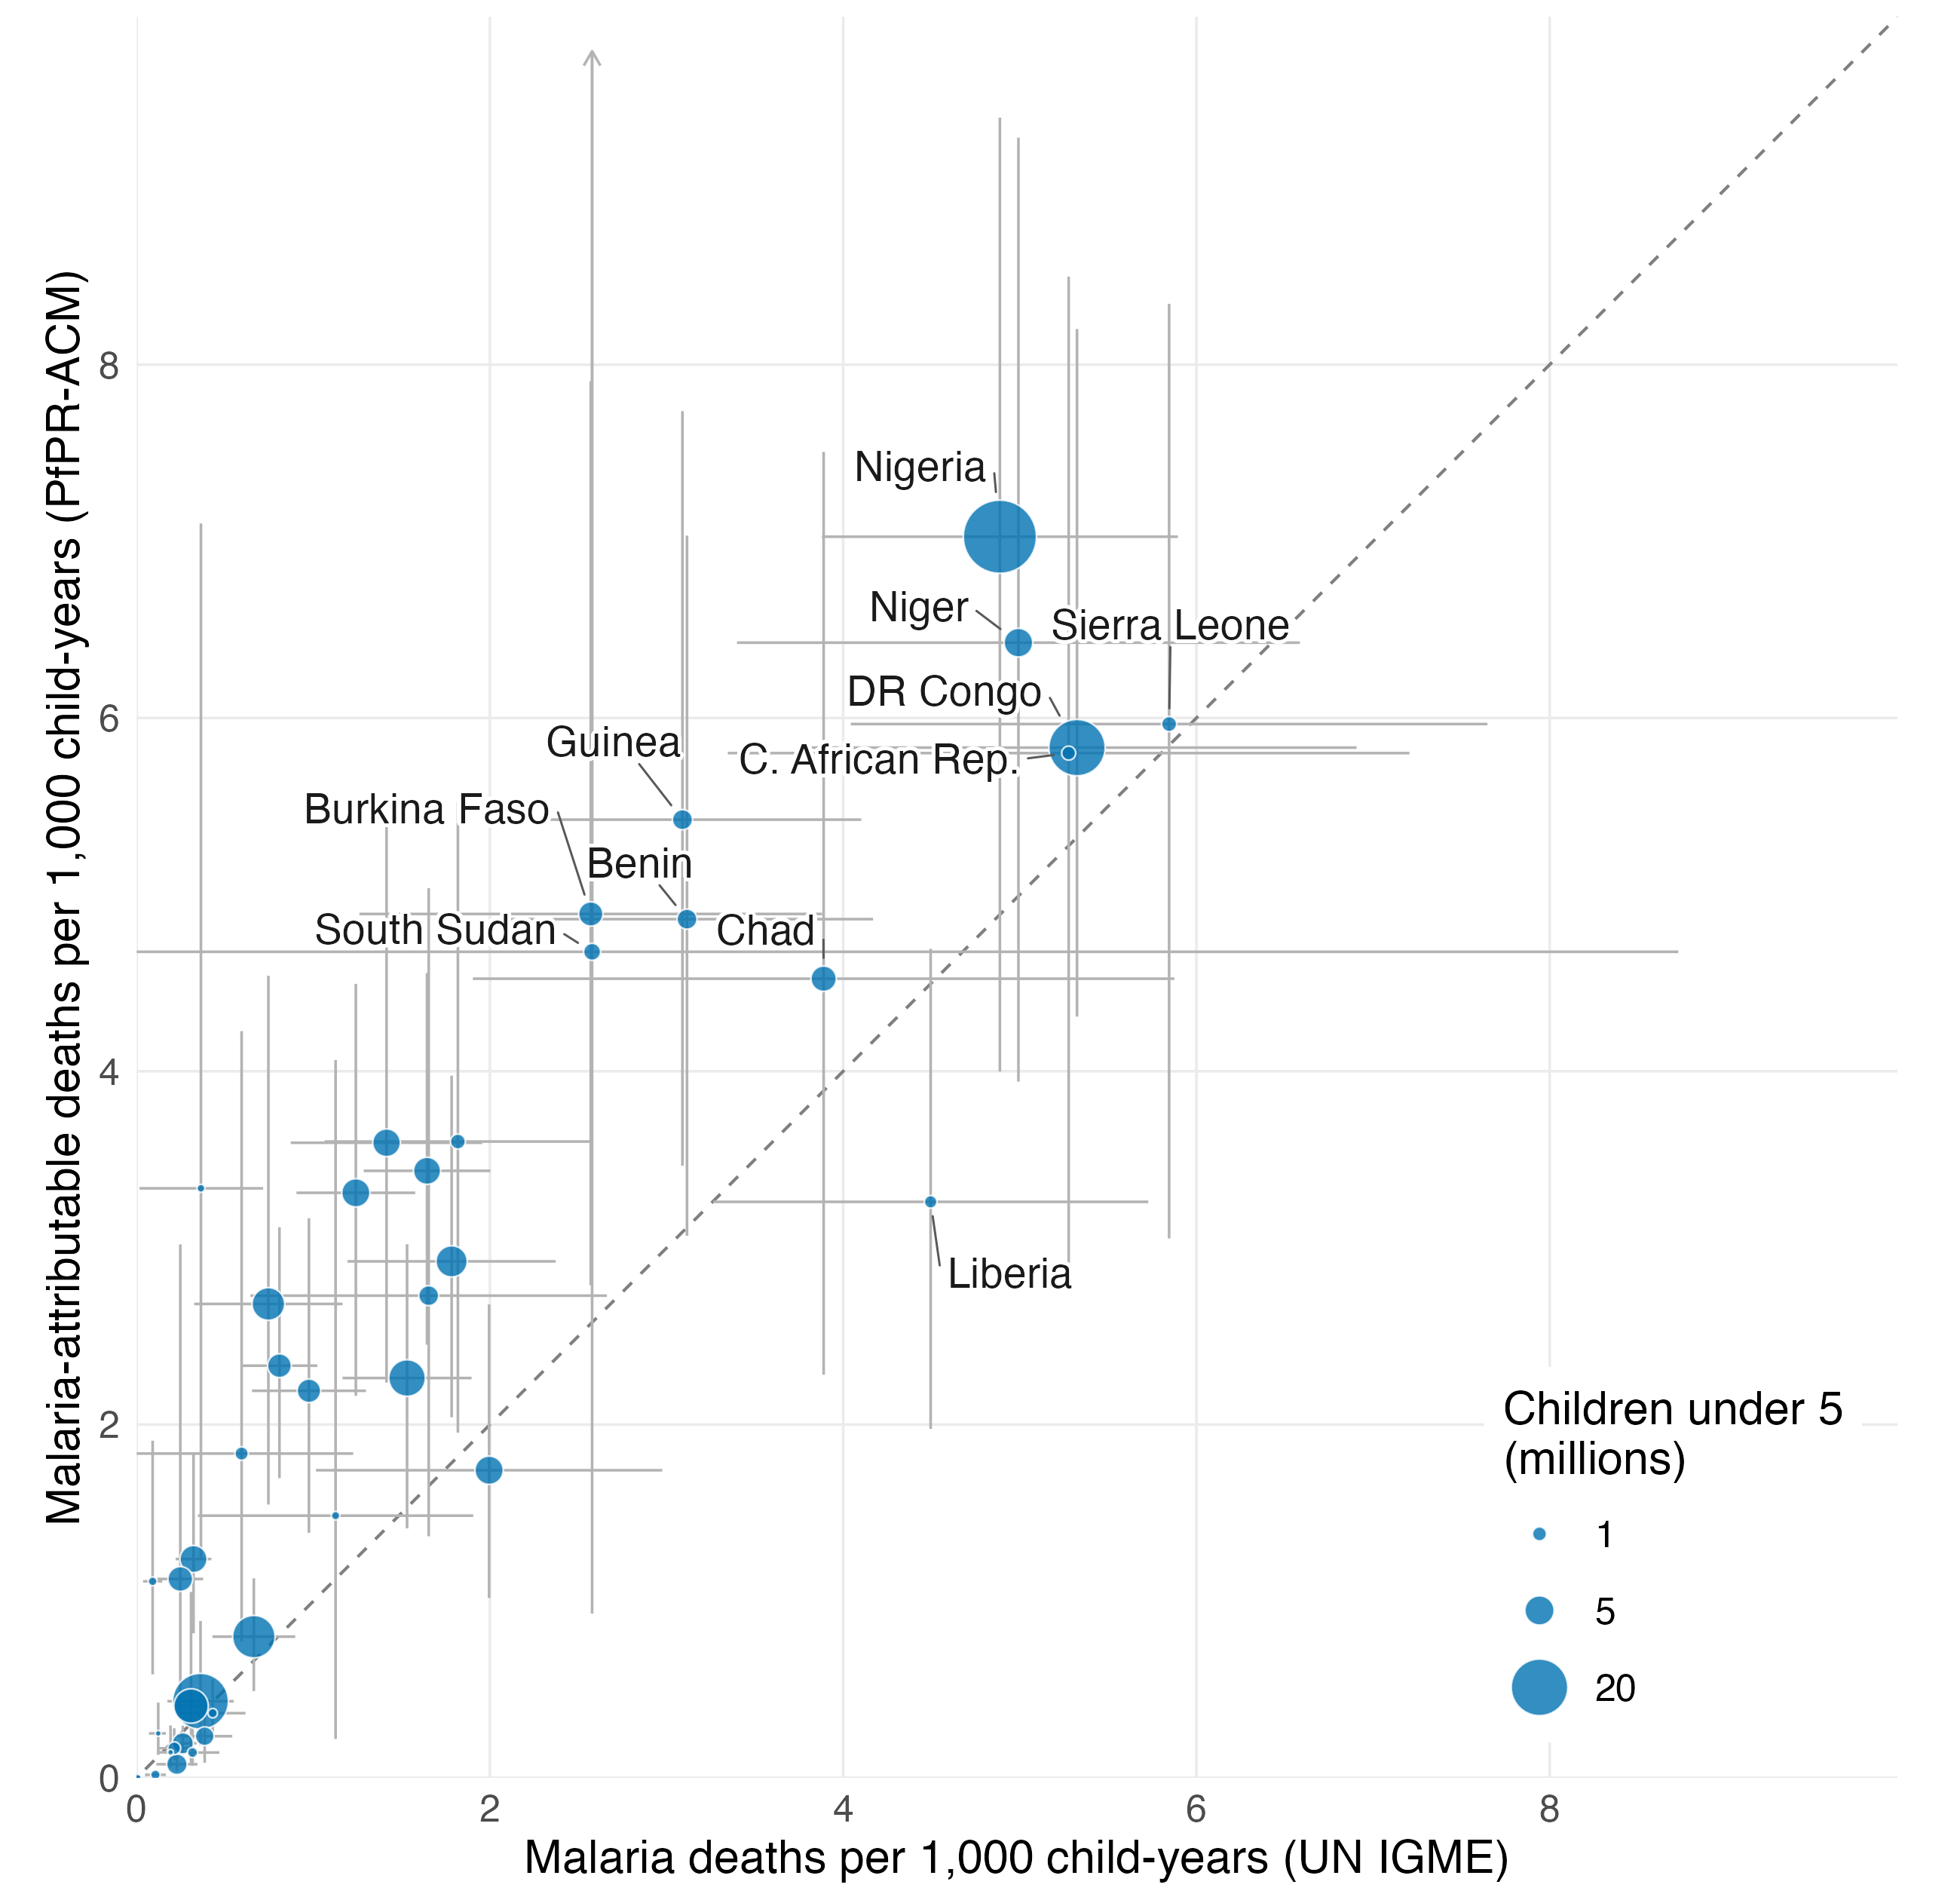 Malaria-attributable deaths per 1,000 child-years (PfPR-ACM)
8
6
4
2
0
Nigeria
Niger
Sierra Leone
DR Congo
Guinea
C. African Rep.
Burkina Faso
Benin
South Sudan
Chad
Liberia
Children under 5
(millions)
1
5
20
0
2
4
6
8
Malaria deaths per 1,000 child-years (UN IGME)